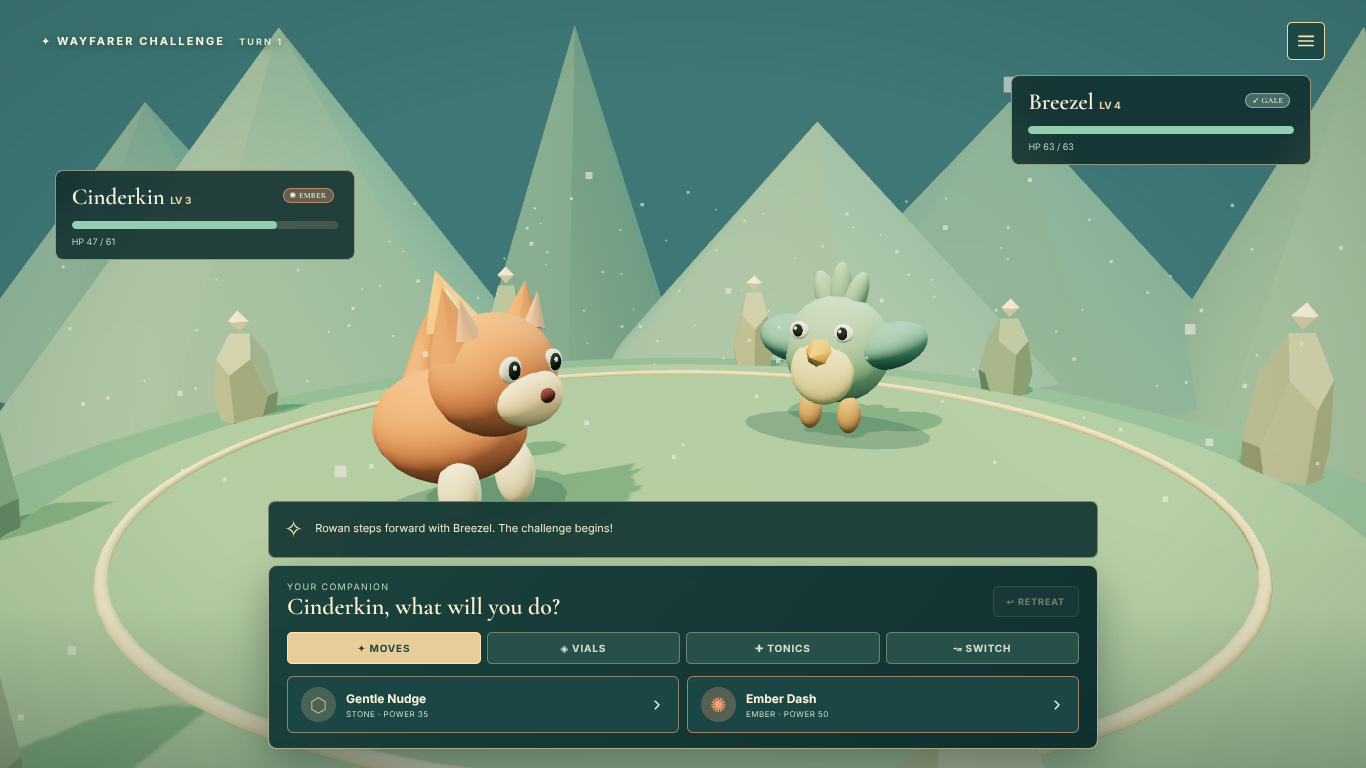 WAYFARER CHALLENGE TURN 1
Breezel LV 4 GALE
HP 63 / 63
Cinderkin LV 3 EMBER
HP 47 / 61
Rowan steps forward with Breezel. The challenge begins!
YOUR COMPANION
Cinderkin, what will you do?
RETREAT
MOVES
VIALS
TONICS
SWITCH
Gentle Nudge
STONE · POWER 35
Ember Dash
EMBER · POWER 50